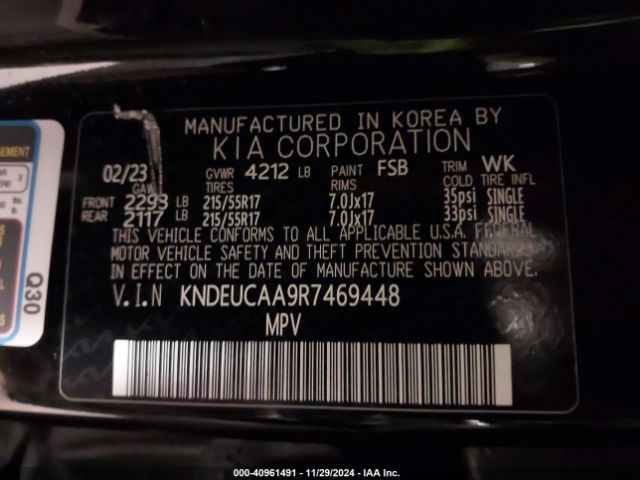 MANUFACTURED IN KOREA BY
KIA CORPORATION
02/23 GVWR 4212 LB PAINT FSB TRIM WK
GAWR TIRES RIMS COLD TIRE INFL
FRONT 2293 LB 215/55R17 7.0Jx17 35psi SINGLE
REAR 2117 LB 215/55R17 7.0Jx17 33psi SINGLE
THIS VEHICLE CONFORMS TO ALL APPLICABLE U.S.A. FEDERAL
MOTOR VEHICLE SAFETY AND THEFT PREVENTION STANDARDS
IN EFFECT ON THE DATE OF MANUFACTURE SHOWN ABOVE.
V.I.N KNDEUCAA9R7469448
MPV
Q30
000-40961491 - 11/29/2024 - IAA Inc.